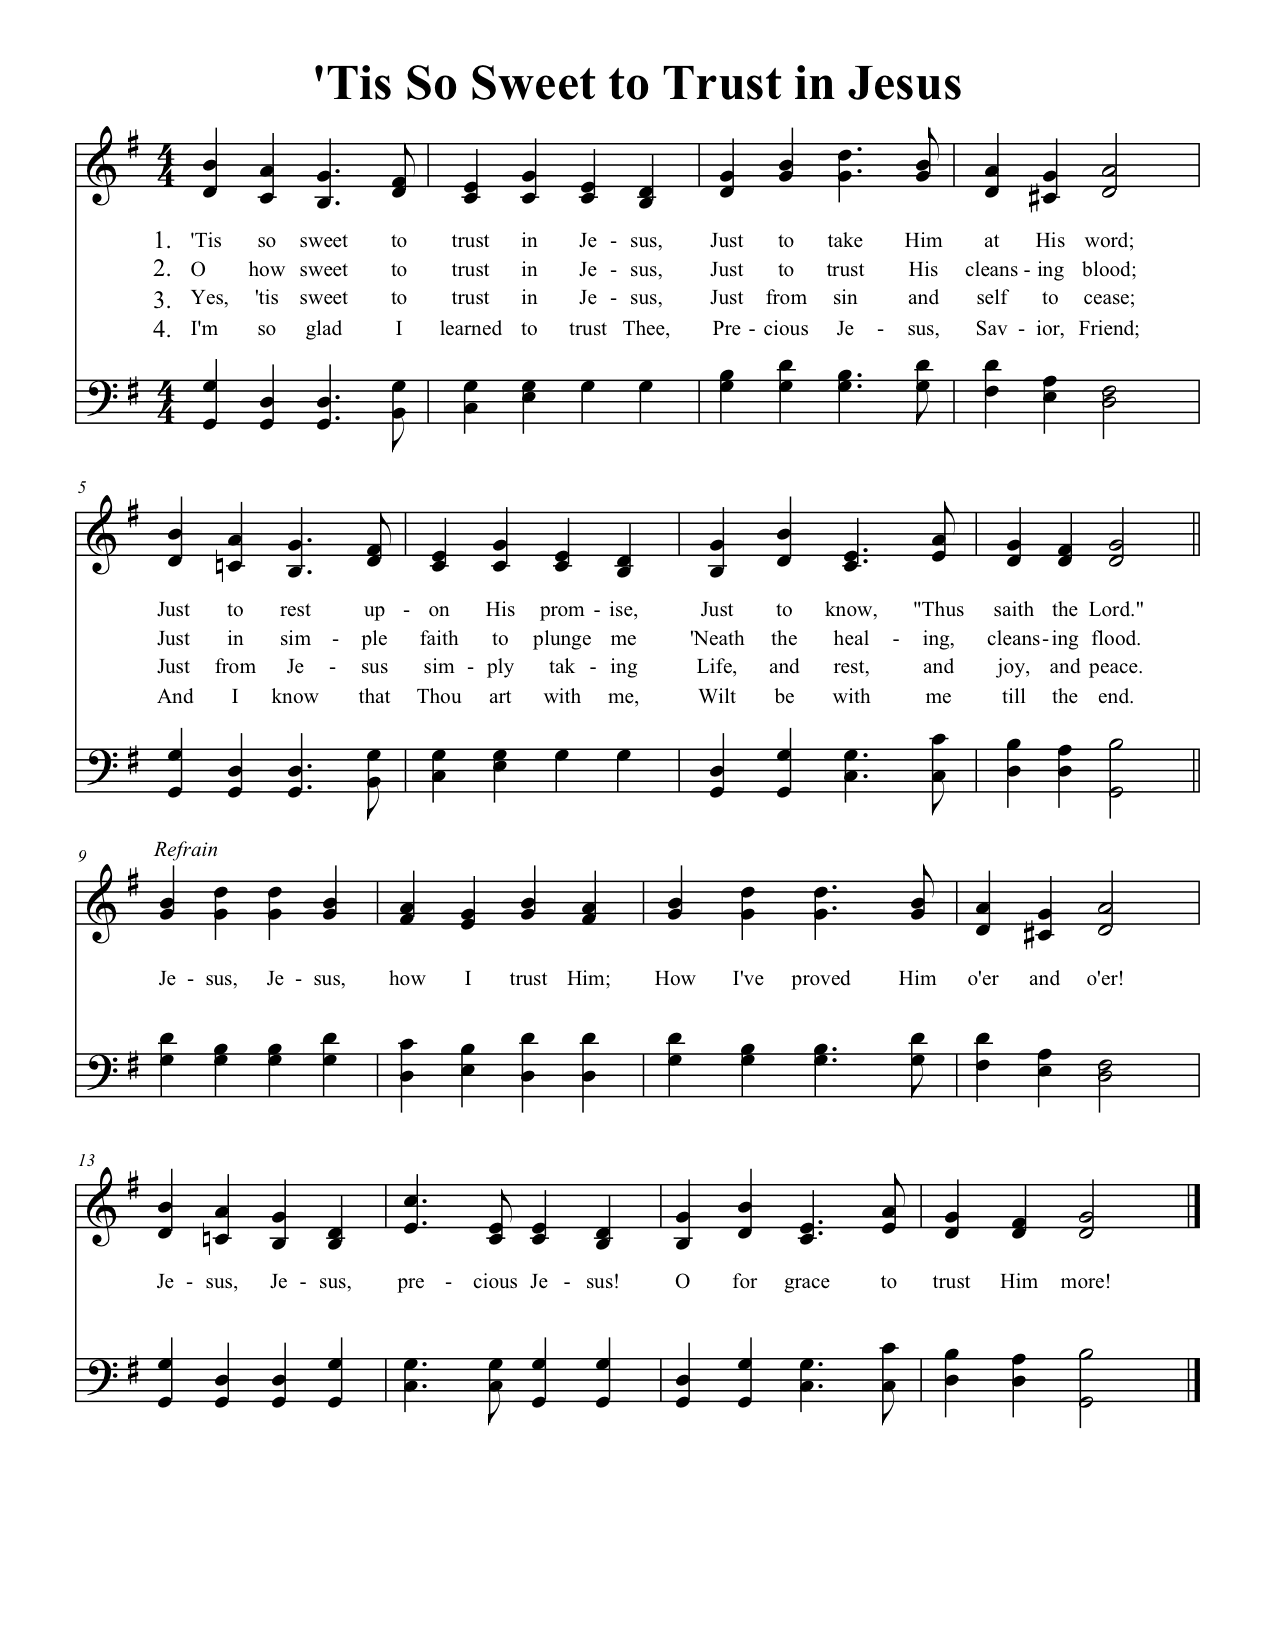 'Tis So Sweet to Trust in Jesus
4 4
1. 'Tis so sweet to trust in Je - sus, Just to take Him at His word;
2. O how sweet to trust in Je - sus, Just to trust His cleans - ing blood;
3. Yes, 'tis sweet to trust in Je - sus, Just from sin and self to cease;
4. I'm so glad I learned to trust Thee, Pre - cious Je - sus, Sav - ior, Friend;
4 4
5
Just to rest up - on His prom - ise, Just to know, "Thus saith the Lord."
Just in sim - ple faith to plunge me 'Neath the heal - ing, cleans - ing flood.
Just from Je - sus sim - ply tak - ing Life, and rest, and joy, and peace.
And I know that Thou art with me, Wilt be with me till the end.
9 Refrain
Je - sus, Je - sus, how I trust Him; How I've proved Him o'er and o'er!
13
Je - sus, Je - sus, pre - cious Je - sus! O for grace to trust Him more!